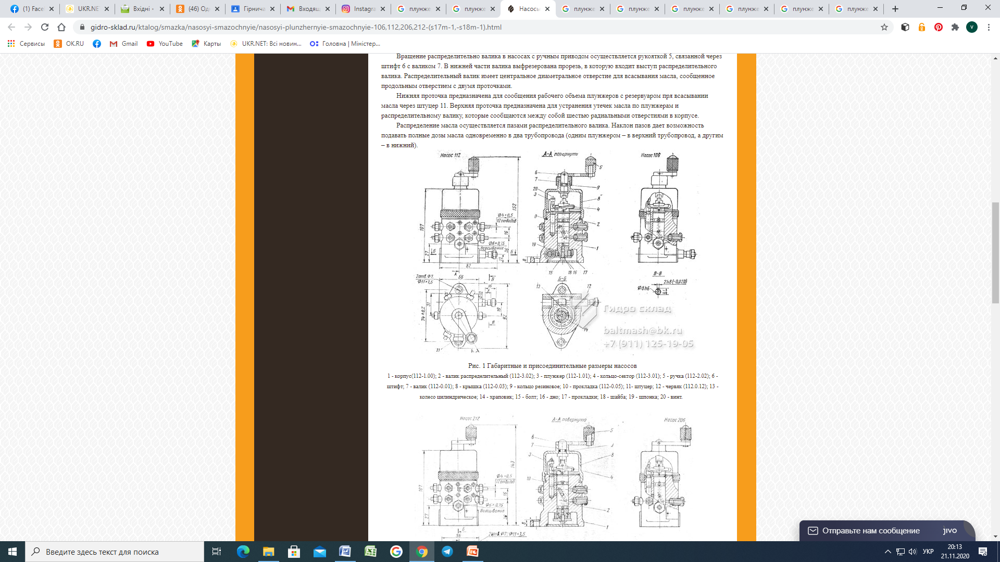 (1) Faceb
UKR.NE
Вхідні •
(46) Од
Гірнича
Входящ
Instagra
плунже
плунже
Насосы
плунже
плунже
плунже
плунже
плунже
плунже
gidro-sklad.ru/ktalog/smazka/nasosyi-smazochnyie/nasosyi-plunzhernyie-smazochnyie-106,112,206,212-(s17m-1,-s18m-1).html
V
Сервисы
OK.RU
Gmail
YouTube
Карты
UKR.NET: Всі новин...
Головна | Міністер...
Вращение распределительно валика в насосах с ручным приводом осуществляется рукояткой 5, связанной через
штифт 6 с валиком 7. В нижней части валика выфрезерована прорезь, в которую входит выступ распределительного
валика. Распределительный валик имеет центральное диаметральное отверстие для всасывания масла, сообщенное
продольным отверстием с двумя проточками.
Нижняя проточка предназначена для сообщения рабочего объема плунжеров с резервуаром пря всасывании
масла через штуцер 11. Верхняя проточка предназначена для устранения утечек масла по плунжерам и
распределительному валику, которые сообщаются между собой шестью радиальными отверстиями в корпусе.
Распределение масла осуществляется пазами распределительного валика. Наклон пазов дает возможность
подавать полные дозы масла одновременно в два трубопровода (одним плунжером – в верхний трубопровод, а другим
– в нижний).
Насос 112
А-А повернуто
Насос 106
5
6
7
9
20
3
8
4
2
19
1
8
15
18 16
17
152
107
Ф4×0,5
12 отводов
16
Ф6×0,75
Всасывание
36
27
Б
Б
12
82
А
2отв. Ф7,
Ф11×1,5
56
В
16
Ф10
31
74±0,2
19
92
В
11
А
Б-Б
13
12
14
В-В
2h8(-0,020)
Ф8h6
Гидро склад
baltmash@bk.ru
+7 (911) 125-19-05
Рис. 1 Габаритные и присоединительные размеры насосов
1 - корпус(112-1.00); 2 - валик распределительный (112-3.02); 3 - плунжер (112-1.01); 4 - кольцо-сектор (112-3.01); 5 - ручка (112-2.02); 6 -
штифт; 7 - валик (112-0.01); 8 - крышка (112-0.03); 9 - кольцо резиновое; 10 - прокладка (112-0.05); 11- штуцер; 12 - червяк (112.0.12); 13 -
колесо цилиндрическое; 14 - храповик; 15 - болт; 16 - дно; 17 - прокладки; 18 - шайба; 19 - шпонка; 20 - винт.
Насос 212
А-А повернуто
Насос 206
5
6
7
3
8
4
10
2
1
8
143
107
Ф4×0,5
12 отводов
16
Ф6×0,75
Всасывание
36
27
Б
56
2отв. Ф7; Ф11×1,5
Отправьте нам сообщение
jivo
Введите здесь текст для поиска
УКР
20:13
21.11.2020